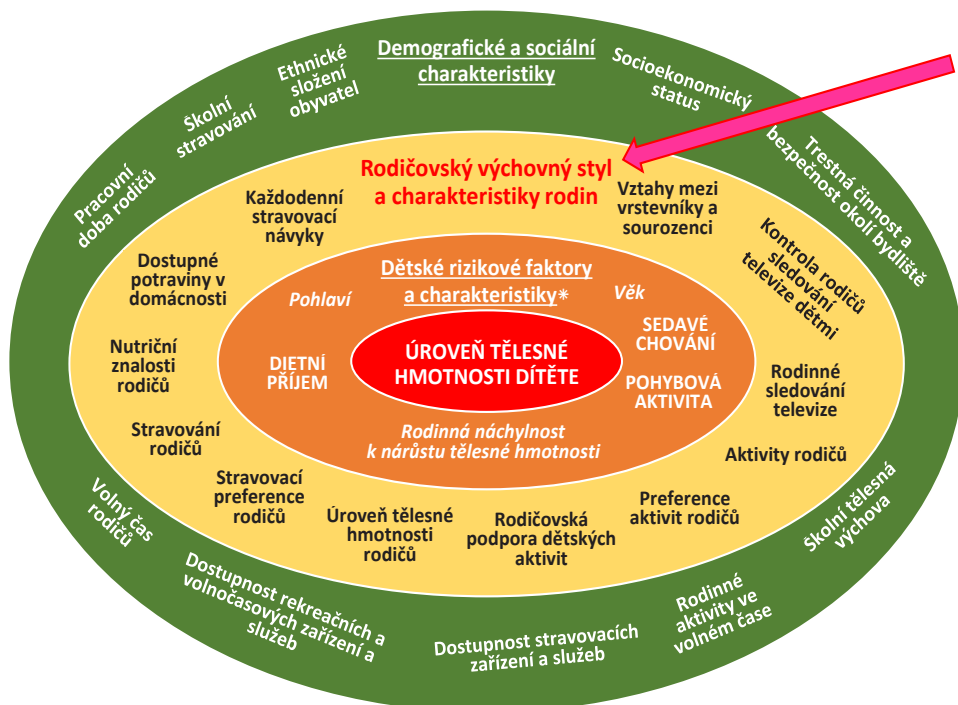 Demografické a sociální
charakteristiky
Ethnické
složení
obyvatel
Školní
stravování
Pracovní
doba rodičů
Socioekonomický
status
Trestná činnost a
bezpečnost okolí bydliště
Rodičovský výchovný styl
a charakteristiky rodin
Každodenní
stravovací
návyky
Vztahy mezi
vrstevníky a
sourozenci
Dostupné
potraviny v
domácnosti
Kontrola rodičů
sledování
televize dětmi
Dětské rizikové faktory
a charakteristiky*
Pohlaví
Věk
SEDAVÉ
CHOVÁNÍ
DIETNÍ
PŘÍJEM
ÚROVEŇ TĚLESNÉ
HMOTNOSTI DÍTĚTE
POHYBOVÁ
AKTIVITA
Rodinná náchylnost
k nárůstu tělesné hmotnosti
Nutriční
znalosti
rodičů
Rodinné
sledování
televize
Stravování
rodičů
Aktivity rodičů
Stravovací
preference
rodičů
Úroveň tělesné
hmotnosti
rodičů
Rodičovská
podpora dětských
aktivit
Preference
aktivit rodičů
Volný čas
rodičů
Školní tělesná
výchova
Dostupnost rekreačních a
volnočasových zařízení a
služeb
Dostupnost stravovacích
zařízení a služeb
Rodinné
aktivity ve
volném čase